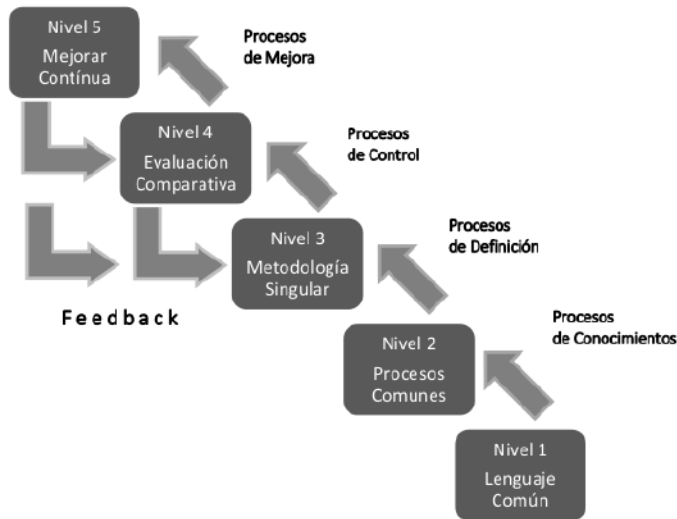 Nivel 5
Mejorar
Contínua
Procesos
de Mejora
Nivel 4
Evaluación
Comparativa
Procesos
de Control
Nivel 3
Metodología
Singular
Procesos
de Definición
Feedback
Nivel 2
Procesos
Comunes
Procesos
de Conocimientos
Nivel 1
Lenguaje
Común